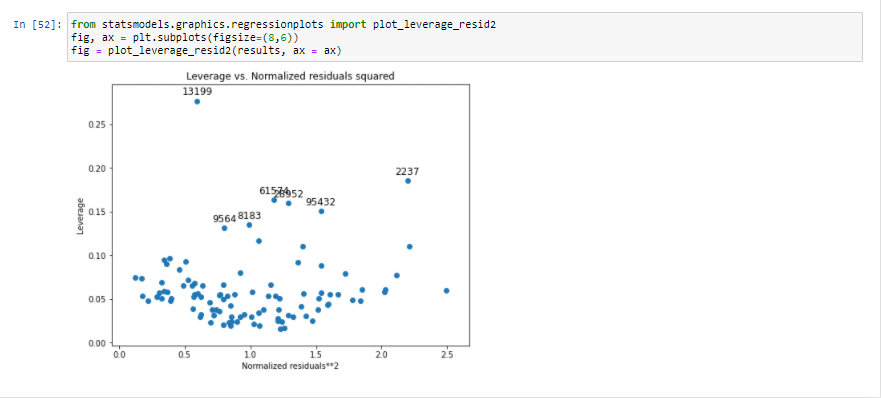 In [52]: from statsmodels.graphics.regressionplots import plot_leverage_resid2
fig, ax = plt.subplots(figsize=(8,6))
fig = plot_leverage_resid2(results, ax = ax)
Leverage vs. Normalized residuals squared
13199
0.25
0.20
2237
61574
28952
95432
0.15
9564
8183
Leverage
0.10
0.05
0.00
0.0 0.5 1.0 1.5 2.0 2.5
Normalized residuals**2